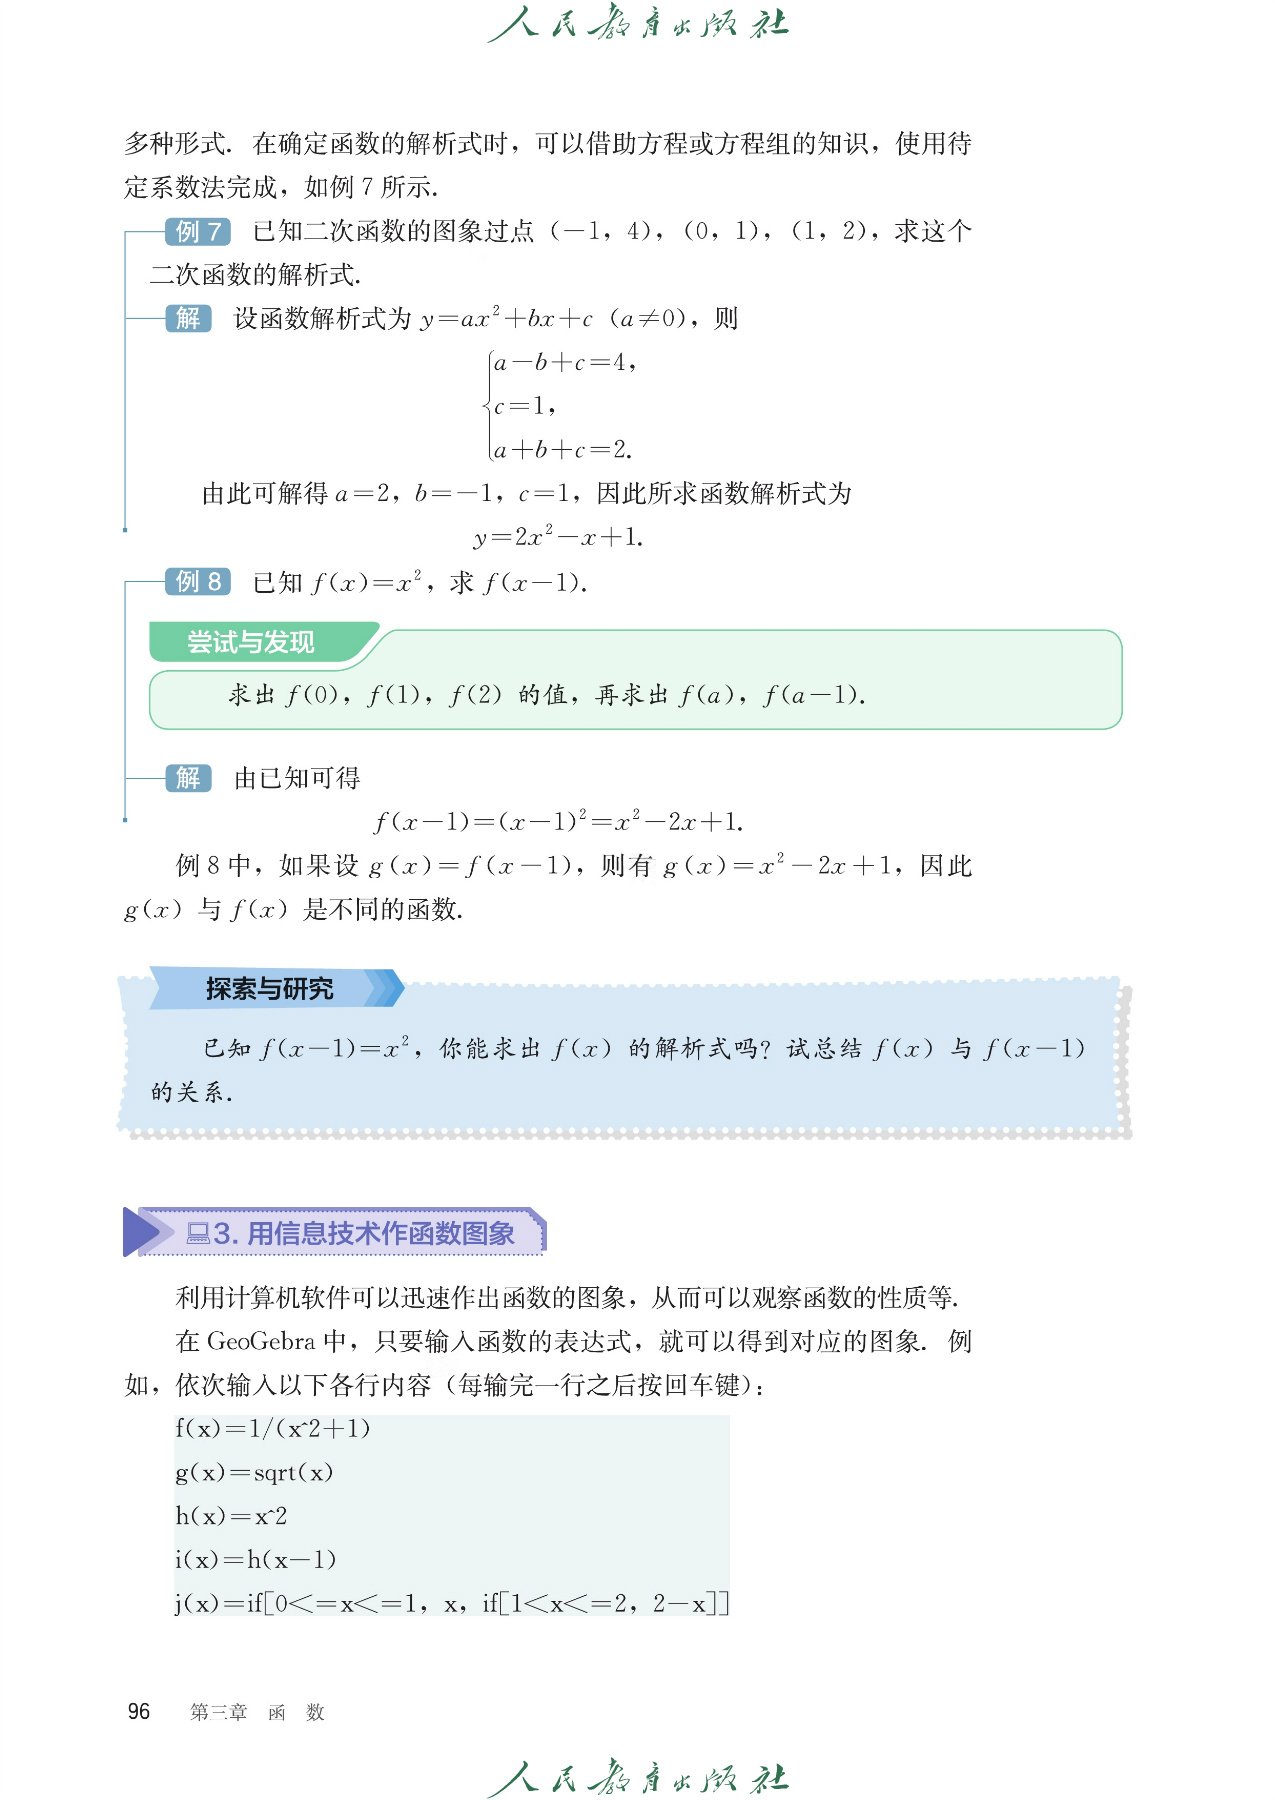 人民教育出版社
多种形式．在确定函数的解析式时，可以借助方程或方程组的知识，使用待
定系数法完成，如例 7 所示．
例 7 已知二次函数的图象过点（－1，4），（0，1），（1，2），求这个
二次函数的解析式．
解 设函数解析式为 y＝ax²＋bx＋c（a≠0），则
a－b＋c＝4，
c＝1，
a＋b＋c＝2．
由此可解得 a＝2，b＝－1，c＝1，因此所求函数解析式为
y＝2x²－x＋1．
例 8 已知 f(x)＝x²，求 f(x－1)．
尝试与发现
求出 f(0)，f(1)，f(2) 的值，再求出 f(a)，f(a－1)．
解 由已知可得
f(x－1)＝(x－1)²＝x²－2x＋1．
例 8 中，如果设 g(x)＝f(x－1)，则有 g(x)＝x²－2x＋1，因此
g(x) 与 f(x) 是不同的函数．
探索与研究
已知 f(x－1)＝x²，你能求出 f(x) 的解析式吗？试总结 f(x) 与 f(x－1)
的关系．
3. 用信息技术作函数图象
利用计算机软件可以迅速作出函数的图象，从而可以观察函数的性质等．
在 GeoGebra 中，只要输入函数的表达式，就可以得到对应的图象．例
如，依次输入以下各行内容（每输完一行之后按回车键）：
f(x)＝1/(x^2＋1)
g(x)＝sqrt(x)
h(x)＝x^2
i(x)＝h(x－1)
j(x)＝if[0<＝x<＝1，x，if[1<x<＝2，2－x]]
96 第三章 函 数
人民教育出版社